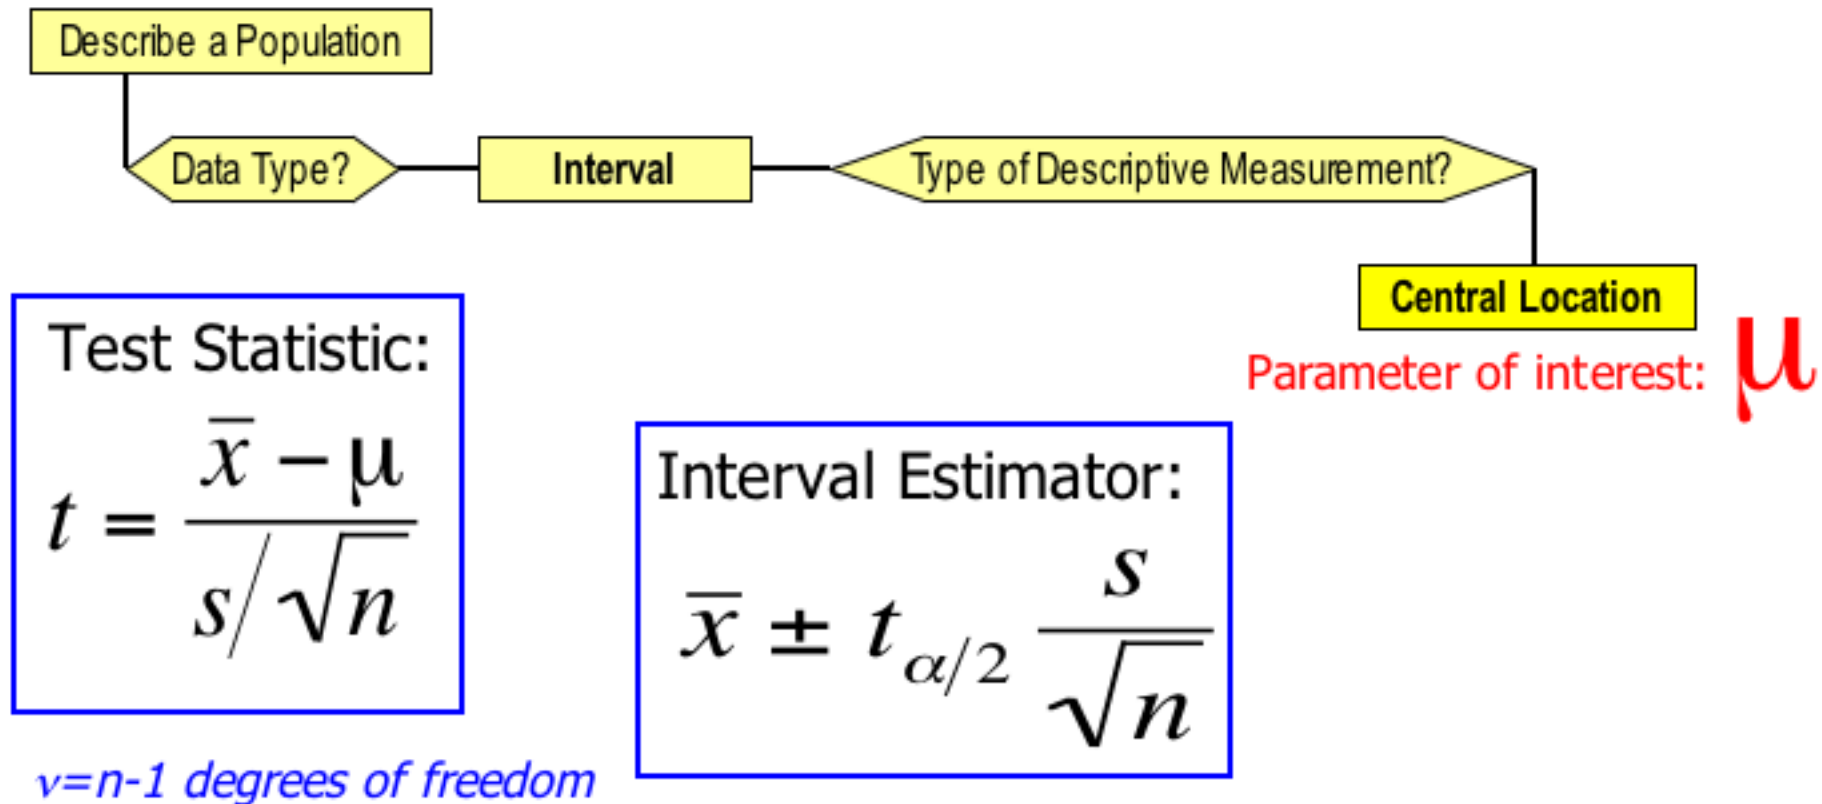 Describe a Population
Data Type?
Interval
Type of Descriptive Measurement?
Central Location
Parameter of interest: μ
Test Statistic:
t = (x̄ − μ) / (s/√n)
Interval Estimator:
x̄ ± t_{α/2} s/√n
ν=n-1 degrees of freedom